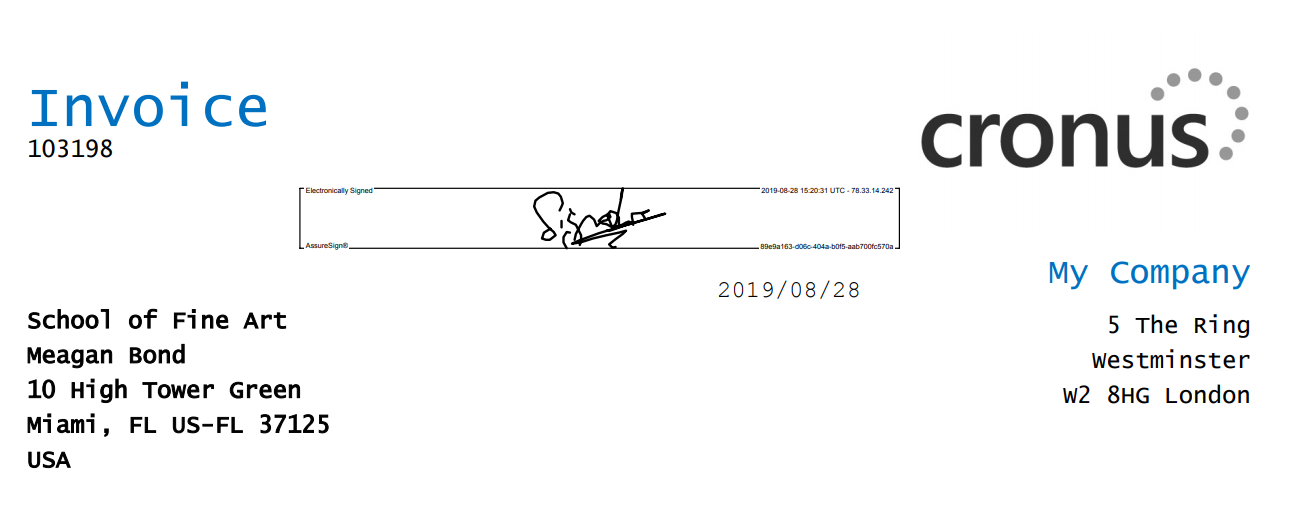 Invoice
103198
cronus
Electronically Signed
2019-08-28 15:20:31 UTC - 78.33.14.242
AssureSign®
89e9a163-d06c-404a-b0f5-aab700fc570a
2019/08/28
My Company
5 The Ring
Westminster
W2 8HG London
School of Fine Art
Meagan Bond
10 High Tower Green
Miami, FL US-FL 37125
USA